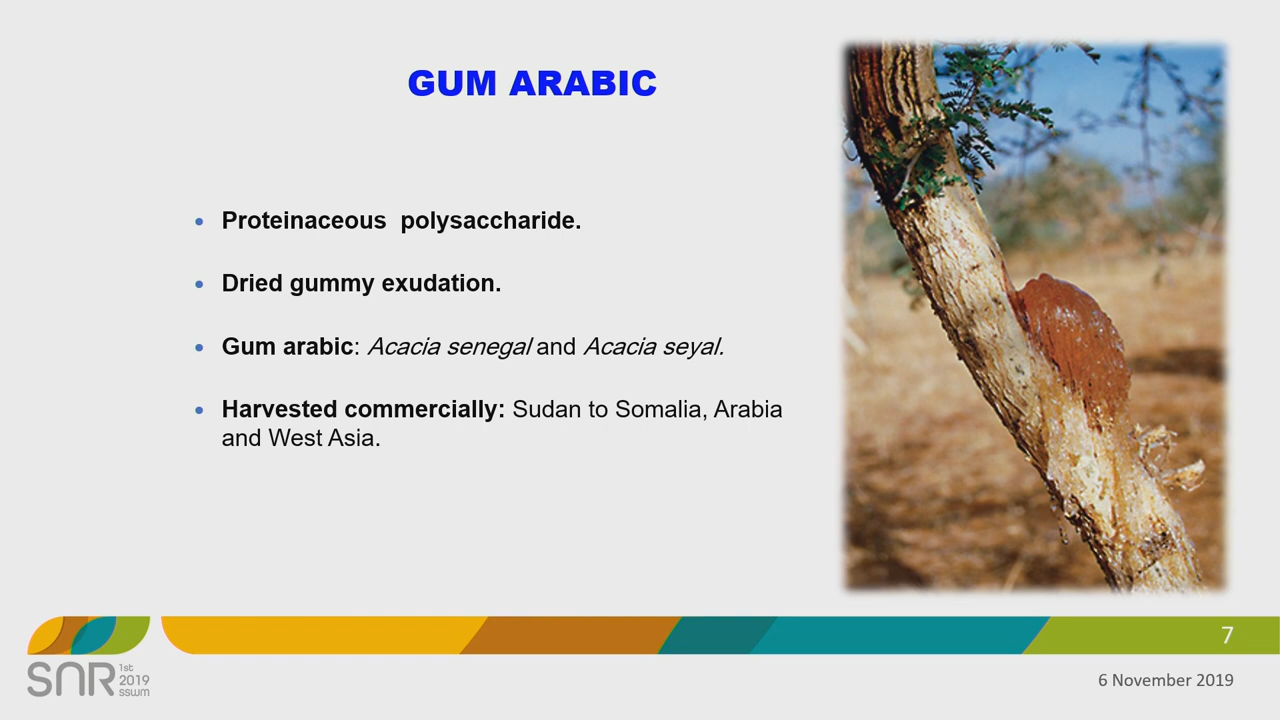 GUM ARABIC
• Proteinaceous polysaccharide.
• Dried gummy exudation.
• Gum arabic: Acacia senegal and Acacia seyal.
• Harvested commercially: Sudan to Somalia, Arabia
and West Asia.
7
SNR 1st
2019
sswm
6 November 2019